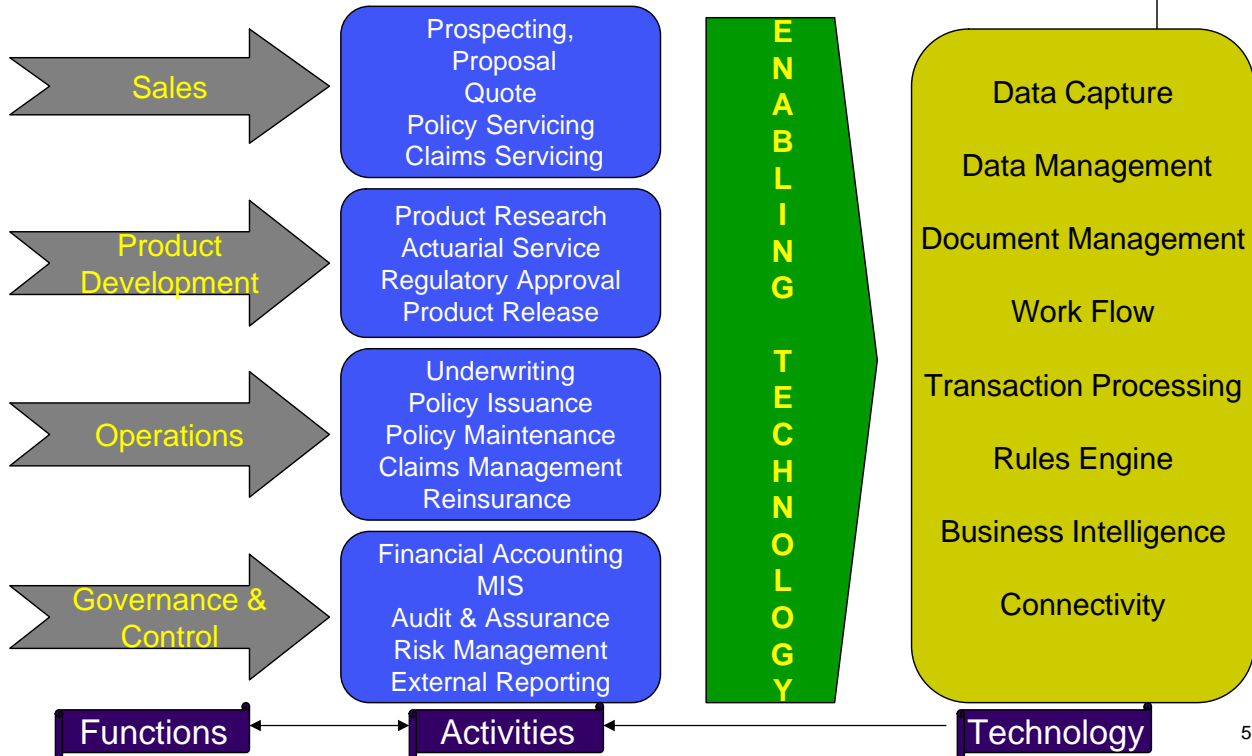 Sales
Prospecting,
Proposal
Quote
Policy Servicing
Claims Servicing
Product
Development
Product Research
Actuarial Service
Regulatory Approval
Product Release
Operations
Underwriting
Policy Issuance
Policy Maintenance
Claims Management
Reinsurance
Governance &
Control
Financial Accounting
MIS
Audit & Assurance
Risk Management
External Reporting
ENABLING TECHNOLOGY
Data Capture
Data Management
Document Management
Work Flow
Transaction Processing
Rules Engine
Business Intelligence
Connectivity
Functions
Activities
Technology
5